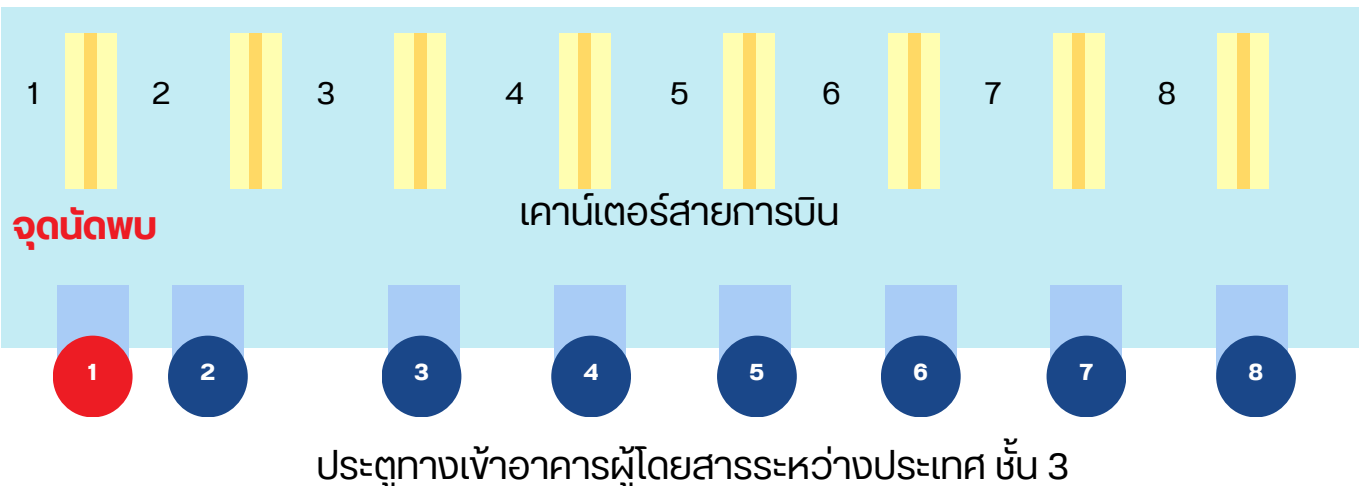 1 2 3 4 5 6 7 8
เคาน์เตอร์สายการบิน
จุดนัดพบ
1 2 3 4 5 6 7 8
ประตูทางเข้าอาคารผู้โดยสารระหว่างประเทศ ชั้น 3